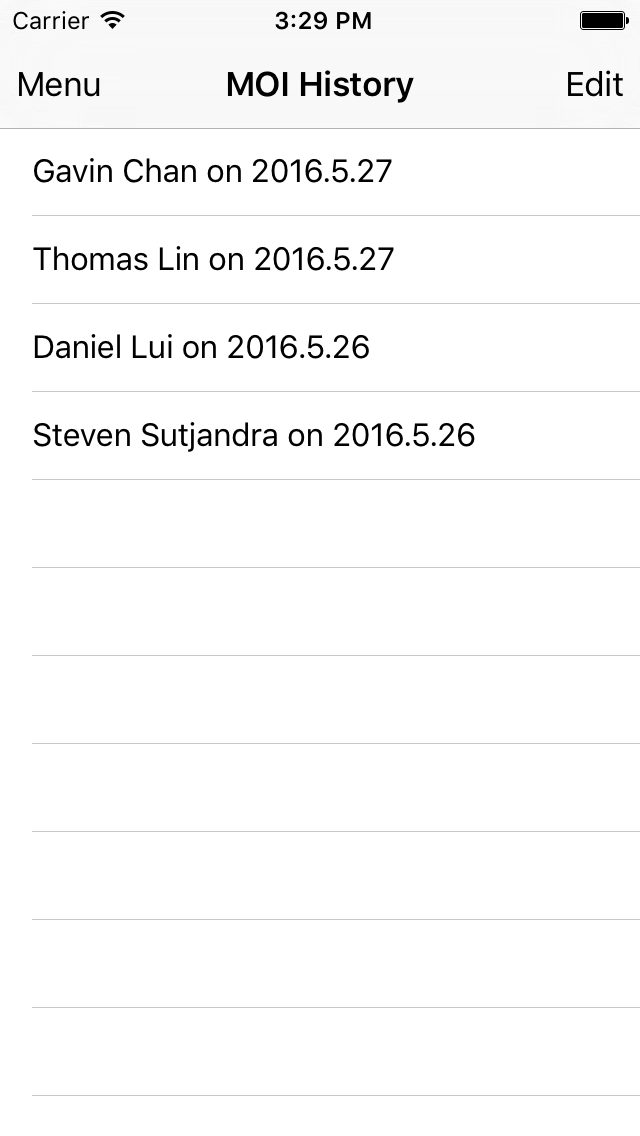 Carrier 3:29 PM
Menu MOI History Edit
Gavin Chan on 2016.5.27
Thomas Lin on 2016.5.27
Daniel Lui on 2016.5.26
Steven Sutjandra on 2016.5.26